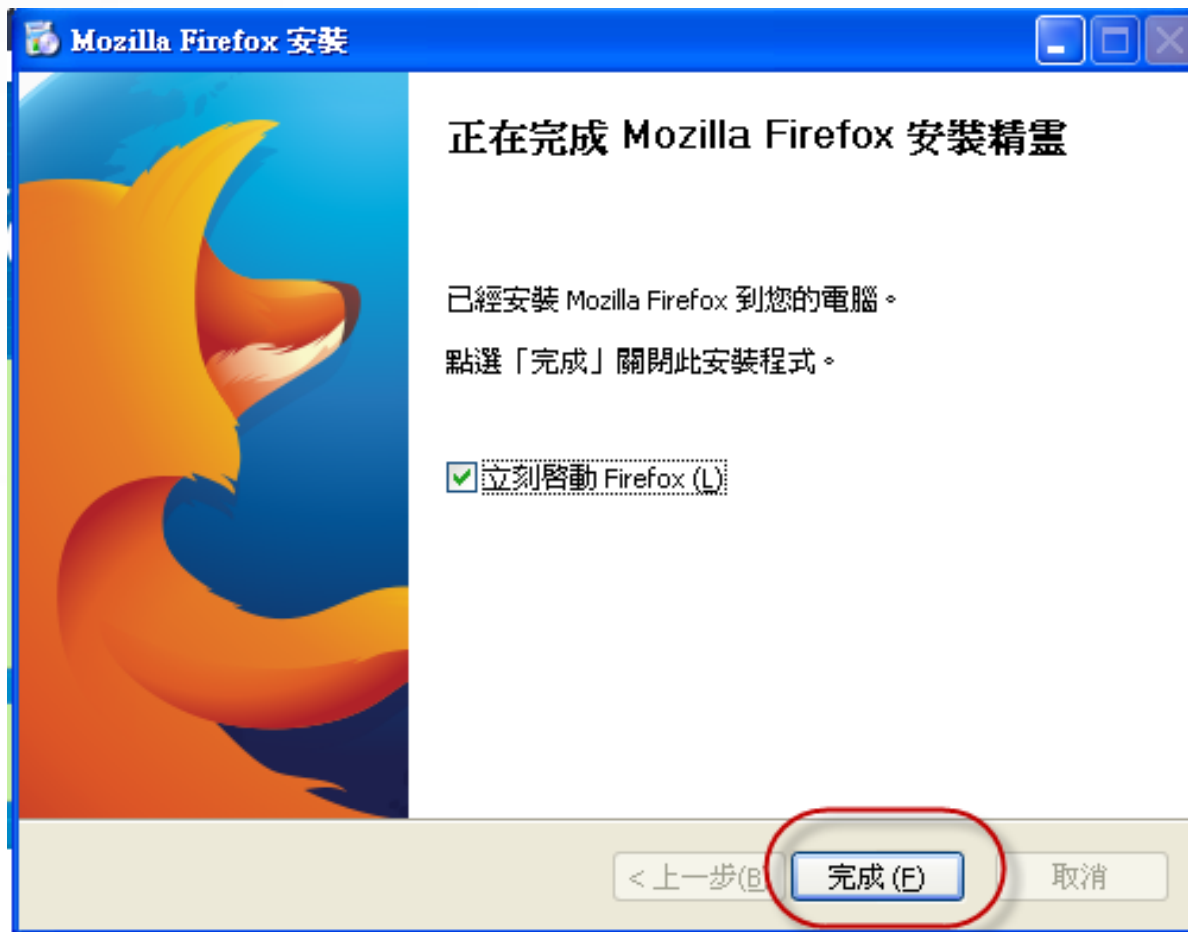 Mozilla Firefox 安裝
正在完成 Mozilla Firefox 安裝精靈
已經安裝 Mozilla Firefox 到您的電腦。
點選「完成」關閉此安裝程式。
立刻啓動 Firefox (L)
< 上一步(B 完成(F) 取消